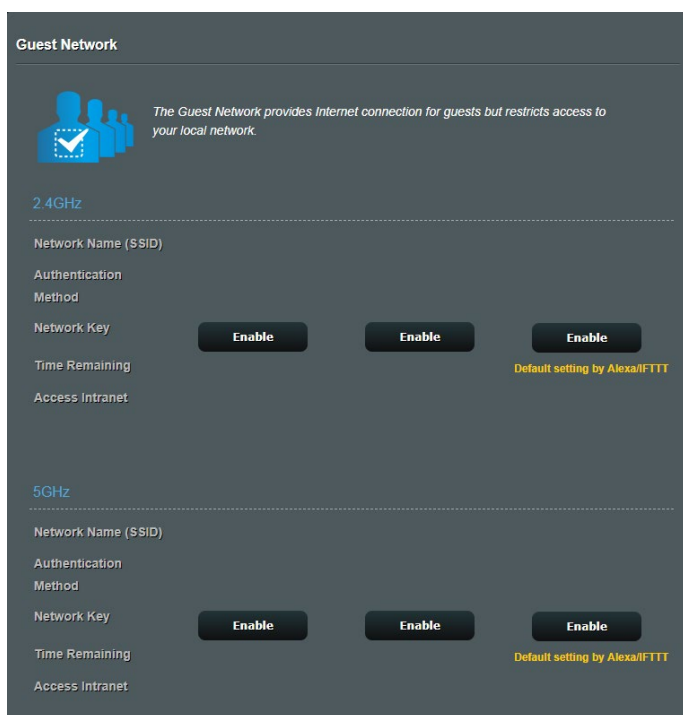 Guest Network
The Guest Network provides Internet connection for guests but restricts access to
your local network.
2.4GHz
Network Name (SSID)
Authentication
Method
Network Key
Enable
Enable
Enable
Time Remaining
Default setting by Alexa/IFTTT
Access Intranet
5GHz
Network Name (SSID)
Authentication
Method
Network Key
Enable
Enable
Enable
Time Remaining
Default setting by Alexa/IFTTT
Access Intranet